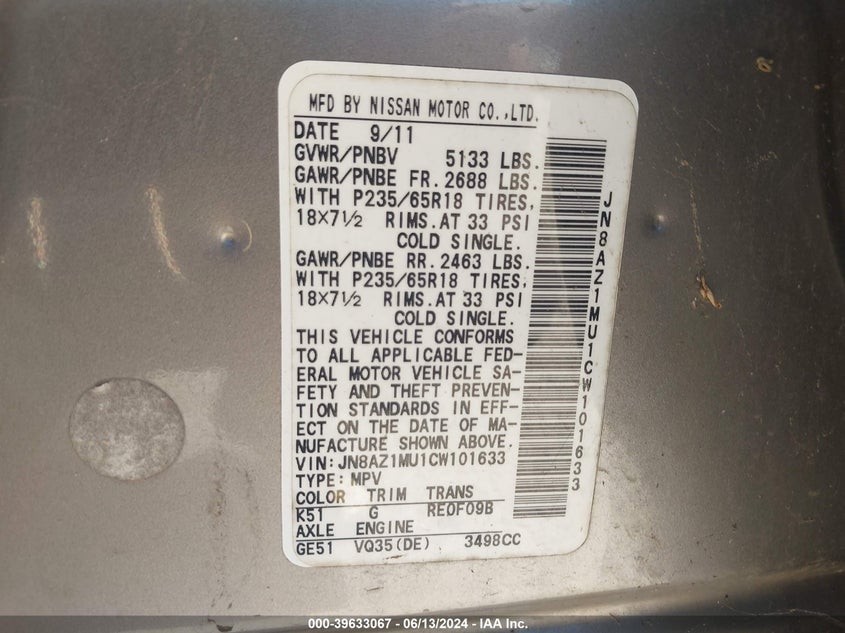 MFD BY NISSAN MOTOR CO.,LTD.
DATE 9/11
GVWR/PNBV 5133 LBS.
GAWR/PNBE FR. 2688 LBS.
WITH P235/65R18 TIRES,
18X7½ RIMS. AT 33 PSI
COLD SINGLE.
GAWR/PNBE RR. 2463 LBS.
WITH P235/65R18 TIRES,
18X7½ RIMS. AT 33 PSI
COLD SINGLE.
THIS VEHICLE CONFORMS
TO ALL APPLICABLE FED-
ERAL MOTOR VEHICLE SA-
FETY AND THEFT PREVEN-
TION STANDARDS IN EFF-
ECT ON THE DATE OF MA-
NUFACTURE SHOWN ABOVE.
VIN: JN8AZ1MU1CW101633
TYPE: MPV
COLOR TRIM TRANS
K51 G RE0F09B
AXLE ENGINE
GE51 VQ35(DE) 3498CC
JN8AZ1MU1CW101633
000-39633067 - 06/13/2024 - IAA Inc.